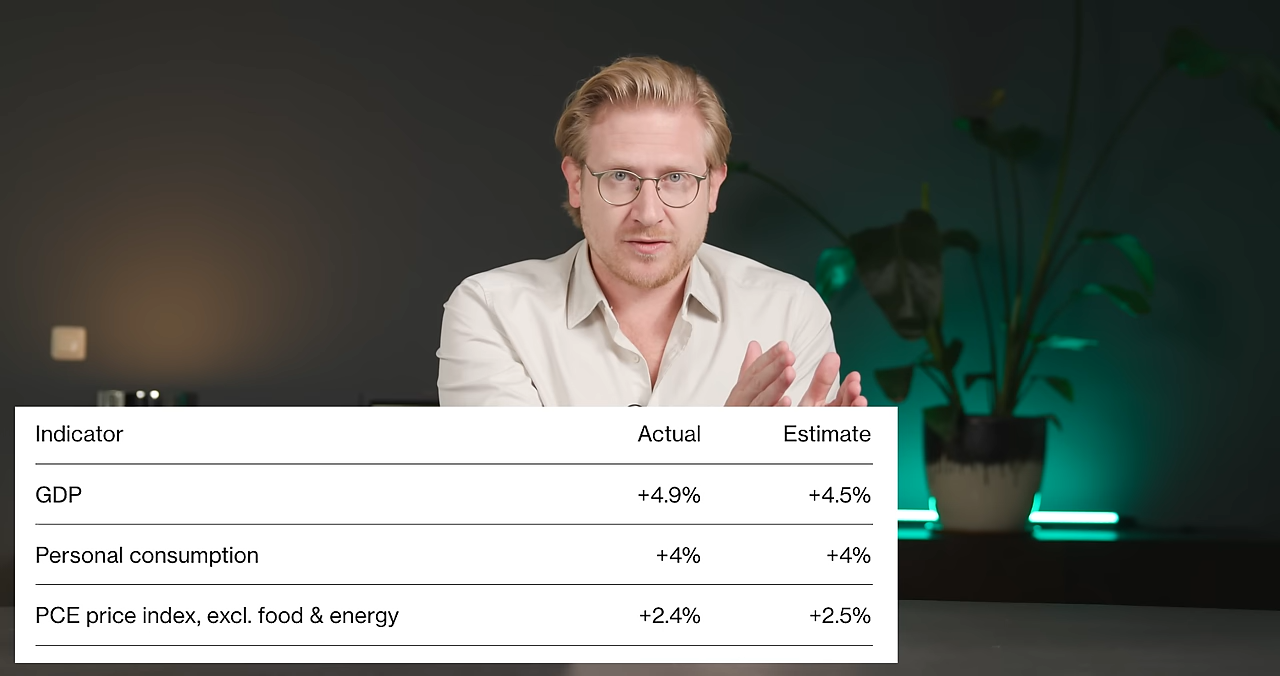 Indicator Actual Estimate
GDP +4.9% +4.5%
Personal consumption +4% +4%
PCE price index, excl. food & energy +2.4% +2.5%